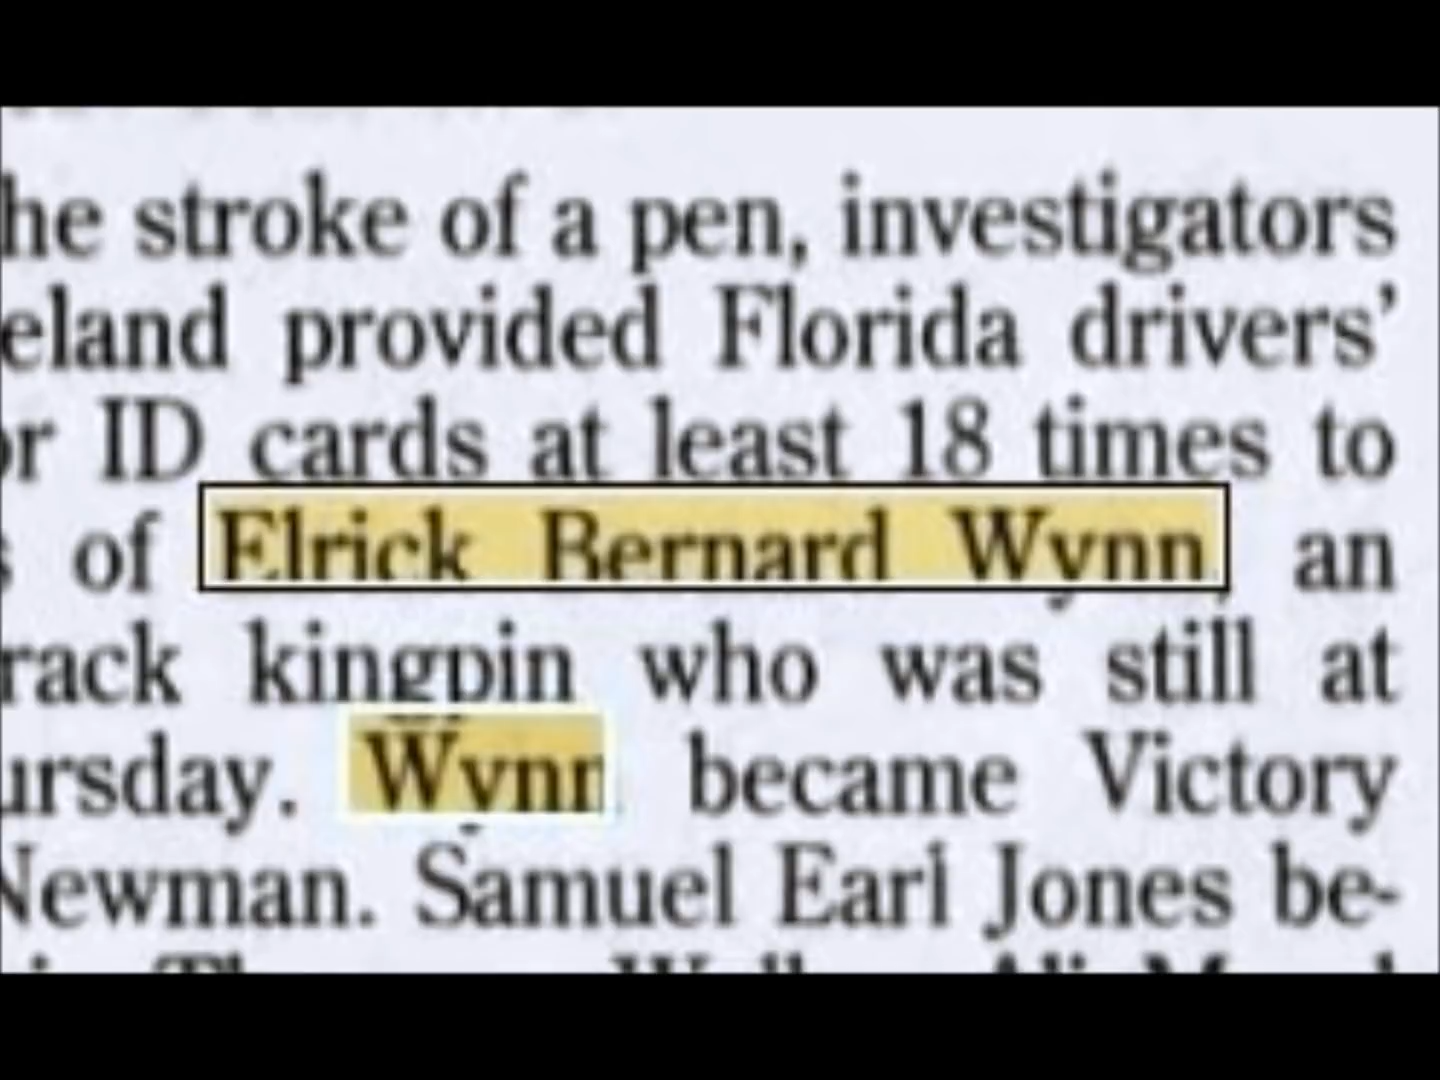 he stroke of a pen, investigators
eland provided Florida drivers'
or ID cards at least 18 times to
s of Elrick Bernard Wynn, an
rack kingpin who was still at
ursday. Wynn became Victory
Newman. Samuel Earl Jones be-